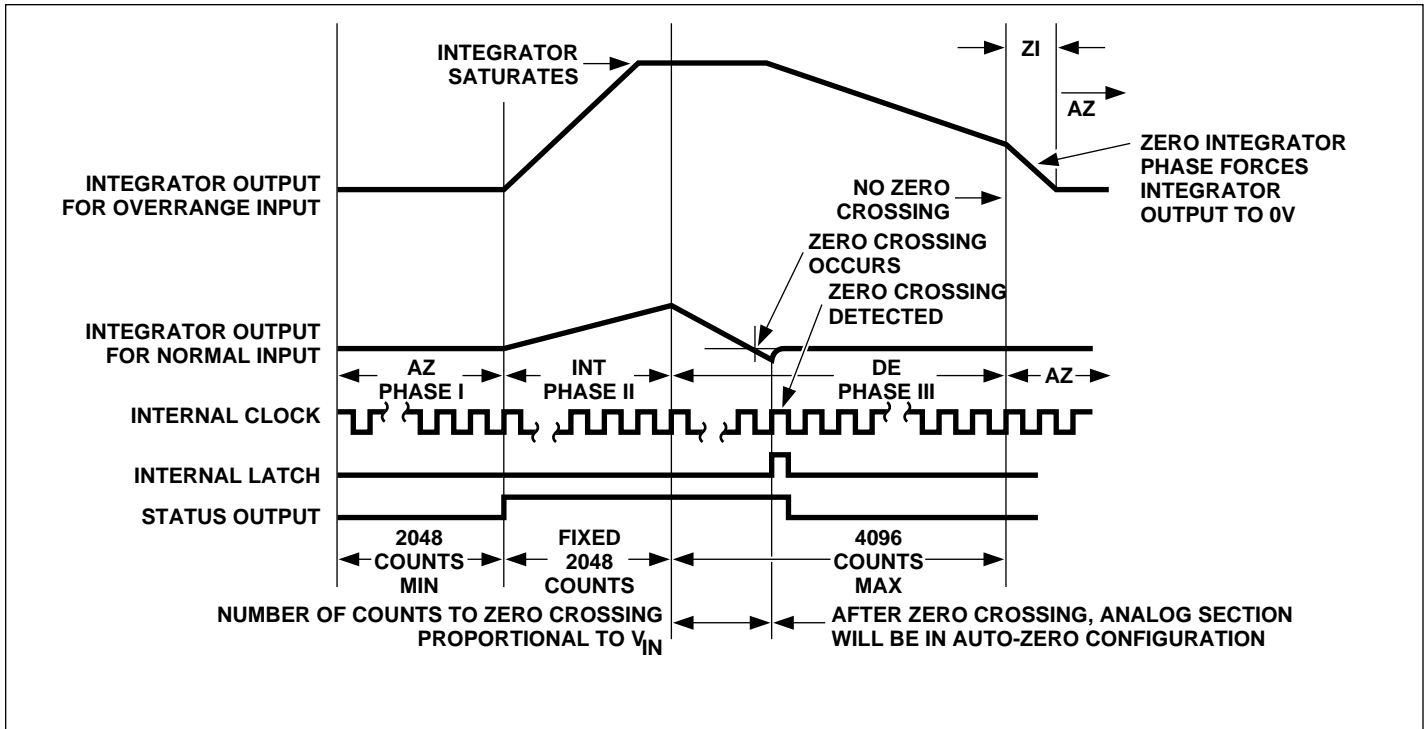 INTEGRATOR
SATURATES
ZI
AZ
ZERO INTEGRATOR
PHASE FORCES
INTEGRATOR
OUTPUT TO 0V
INTEGRATOR OUTPUT
FOR OVERRANGE INPUT
NO ZERO
CROSSING
ZERO CROSSING
OCCURS
ZERO CROSSING
DETECTED
INTEGRATOR OUTPUT
FOR NORMAL INPUT
AZ
PHASE I
INT
PHASE II
DE
PHASE III
AZ
INTERNAL CLOCK
INTERNAL LATCH
STATUS OUTPUT
2048
COUNTS
MIN
FIXED
2048
COUNTS
4096
COUNTS
MAX
NUMBER OF COUNTS TO ZERO CROSSING
PROPORTIONAL TO VIN
AFTER ZERO CROSSING, ANALOG SECTION
WILL BE IN AUTO-ZERO CONFIGURATION